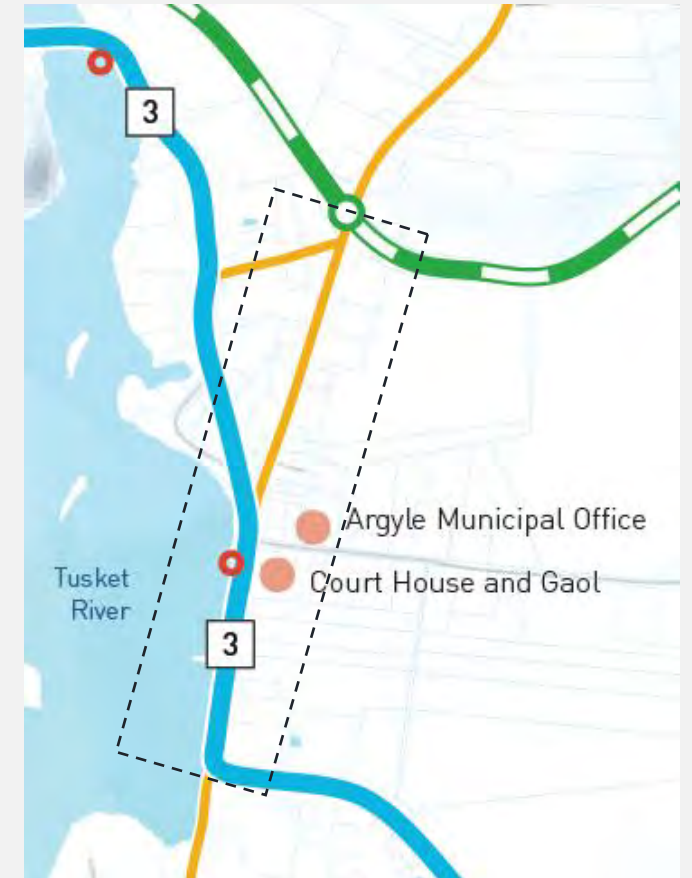 3
Argyle Municipal Office
Court House and Gaol
Tusket
River
3